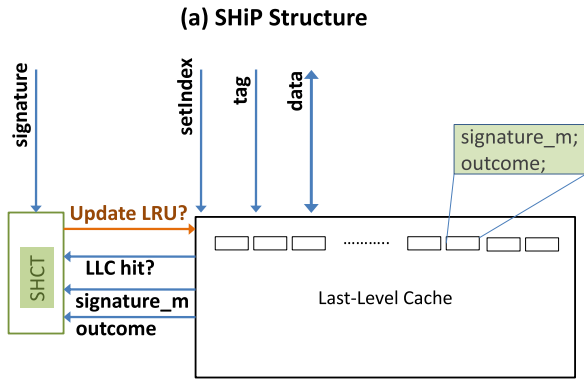 (a) SHiP Structure
signature
setIndex
tag
data
signature_m;
outcome;
Update LRU?
SHCT
LLC hit?
signature_m
outcome
...........
Last-Level Cache